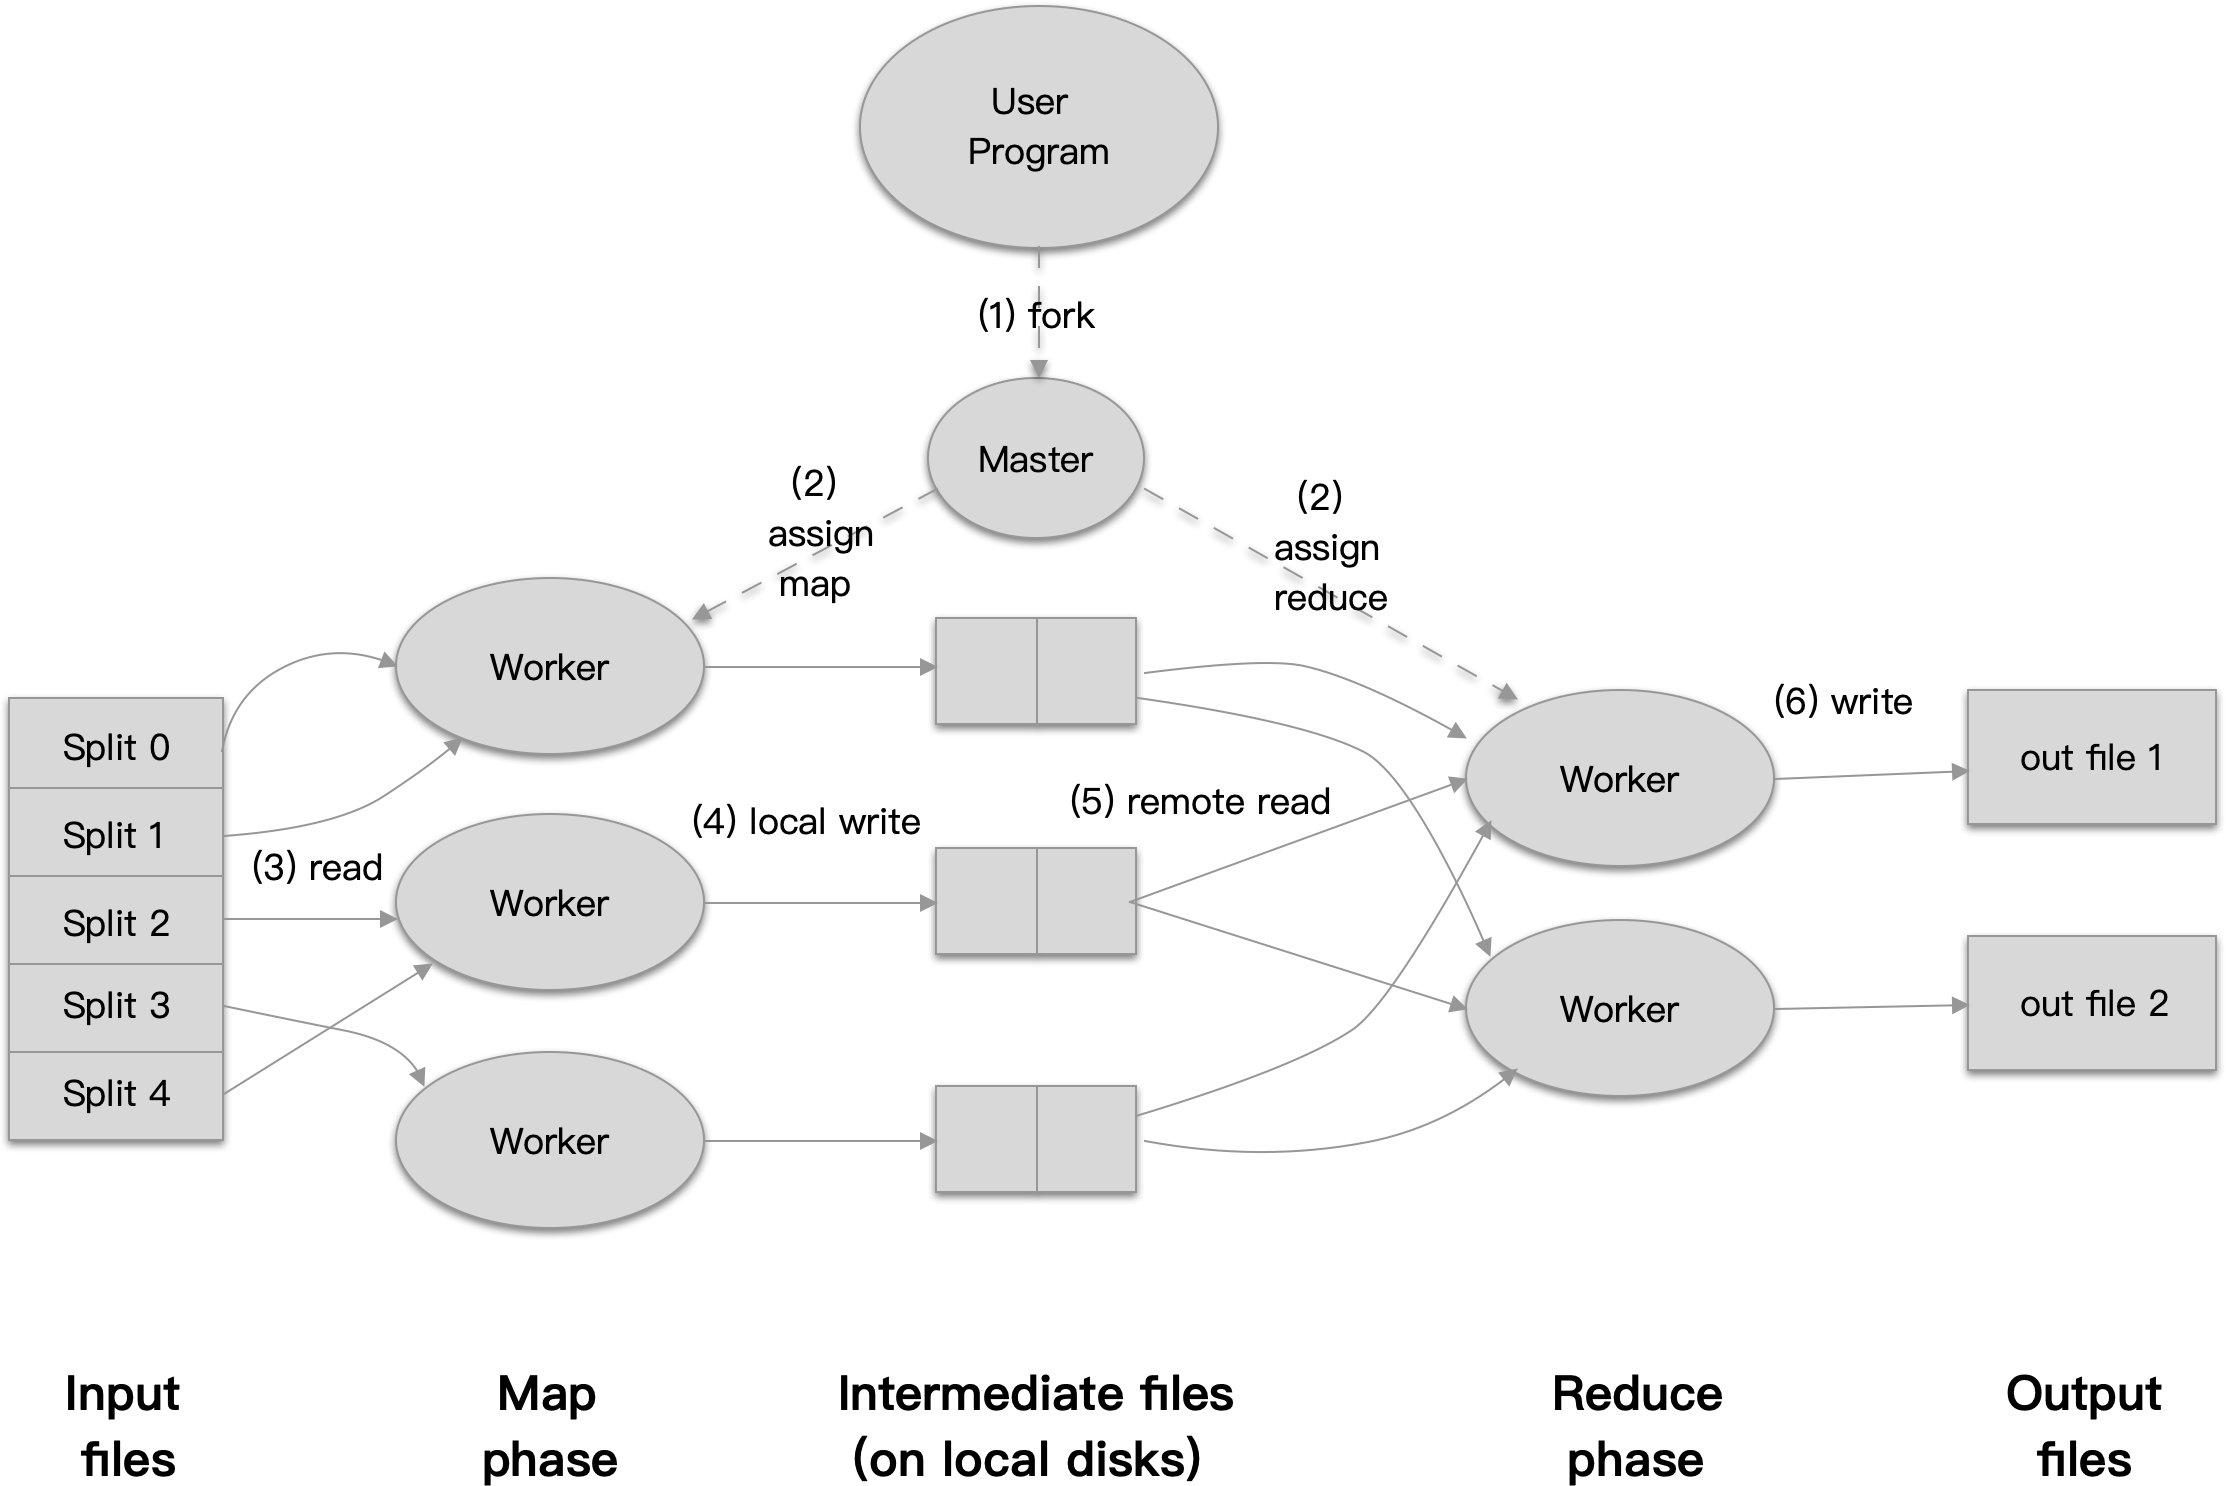 User
Program
(1) fork
Master
(2)
assign
map
(2)
assign
reduce
Worker
Worker
Worker
Split 0
Split 1
Split 2
Split 3
Split 4
(3) read
(4) local write
(5) remote read
Worker
Worker
(6) write
out file 1
out file 2
Input
files
Map
phase
Intermediate files
(on local disks)
Reduce
phase
Output
files